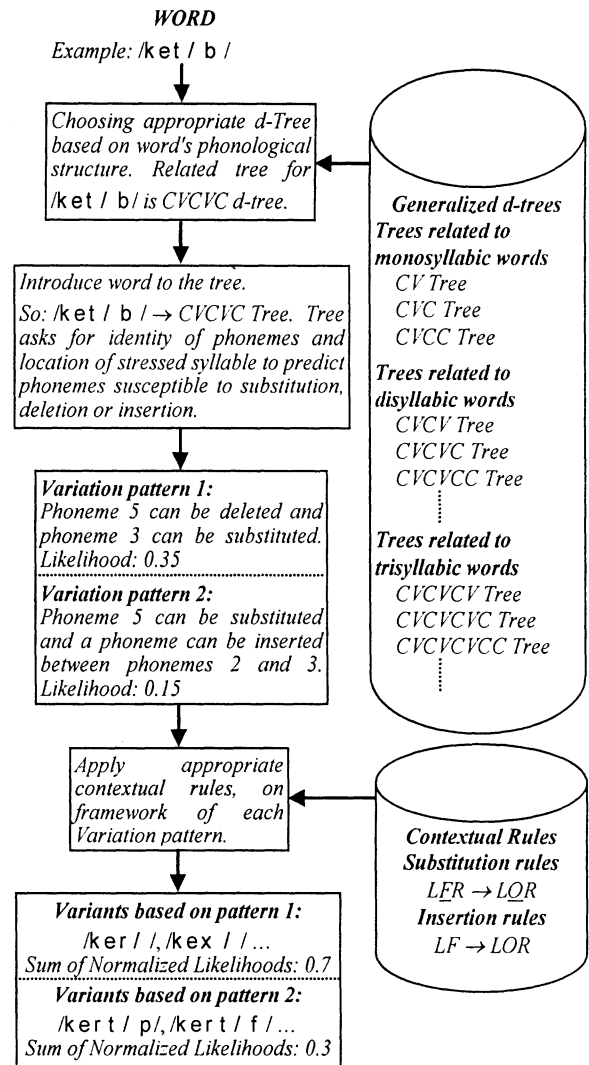 WORD
Example: /ket / b /
Choosing appropriate d-Tree
based on word's phonological
structure. Related tree for
/ket / b/ is CVCVC d-tree.
Introduce word to the tree.
So: /ket / b / → CVCVC Tree. Tree
asks for identity of phonemes and
location of stressed syllable to predict
phonemes susceptible to substitution,
deletion or insertion.
Variation pattern 1:
Phoneme 5 can be deleted and
phoneme 3 can be substituted.
Likelihood: 0.35
Variation pattern 2:
Phoneme 5 can be substituted
and a phoneme can be inserted
between phonemes 2 and 3.
Likelihood: 0.15
Apply appropriate
contextual rules, on
framework of each
Variation pattern.
Variants based on pattern 1:
/ker / /, /kex / / ...
Sum of Normalized Likelihoods: 0.7
Variants based on pattern 2:
/kert / p/, /kert / f / ...
Sum of Normalized Likelihoods: 0.3
Generalized d-trees
Trees related to
monosyllabic words
CV Tree
CVC Tree
CVCC Tree
Trees related to
disyllabic words
CVCV Tree
CVCVC Tree
CVCVCC Tree
Trees related to
trisyllabic words
CVCVCV Tree
CVCVCVC Tree
CVCVCVCC Tree
Contextual Rules
Substitution rules
LFR → LOR
Insertion rules
LF → LOR